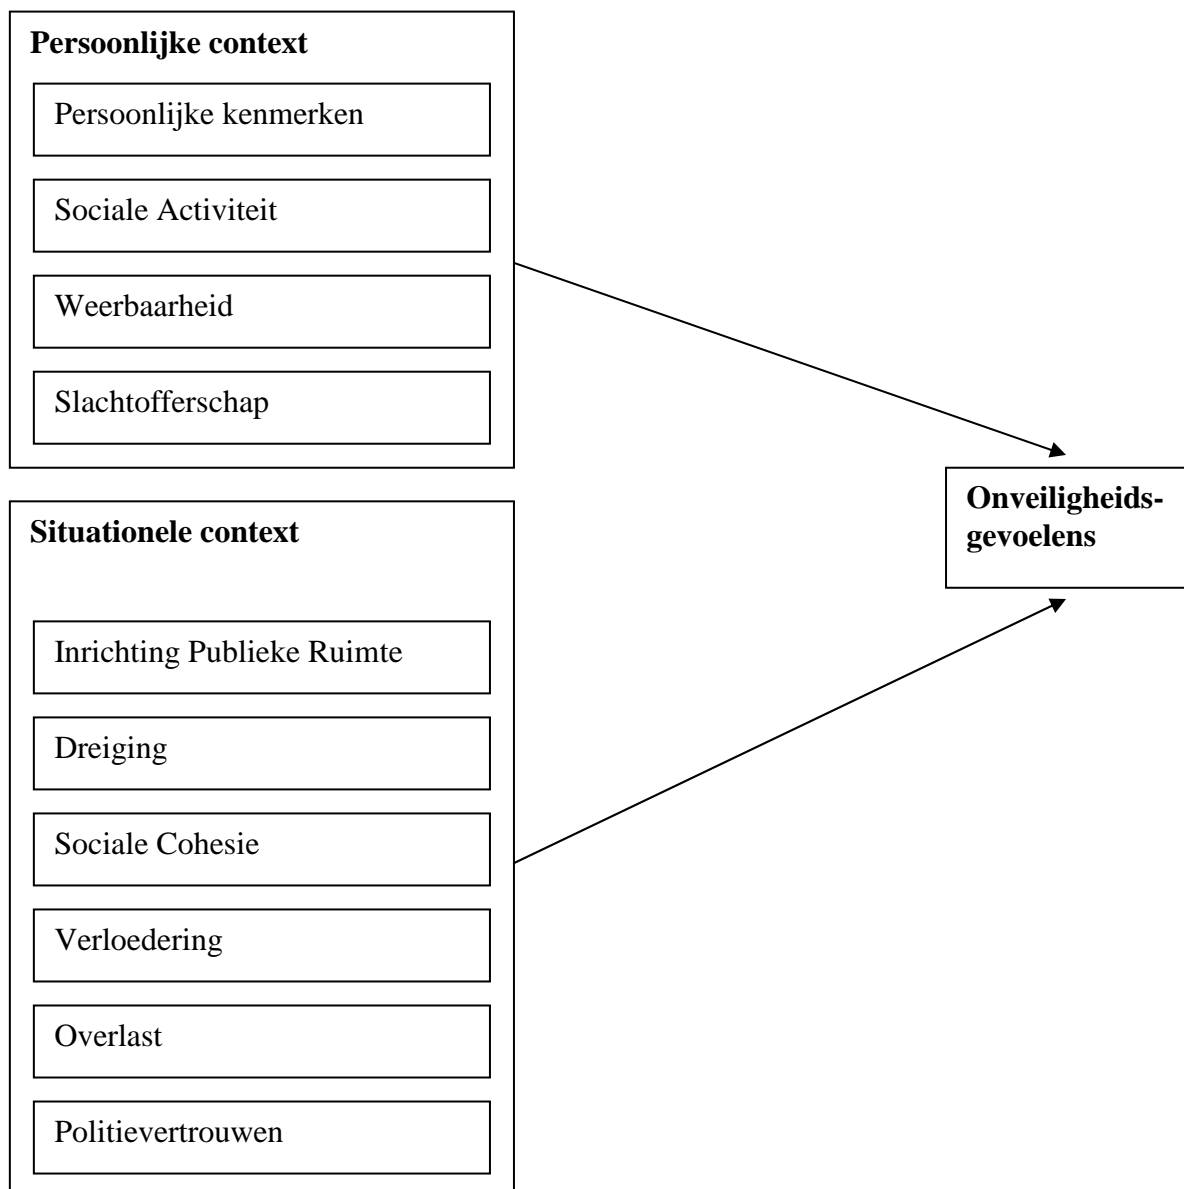 Persoonlijke context
Persoonlijke kenmerken
Sociale Activiteit
Weerbaarheid
Slachtofferschap
Situationele context
Inrichting Publieke Ruimte
Dreiging
Sociale Cohesie
Verloedering
Overlast
Politievertrouwen
Onveiligheids-
gevoelens